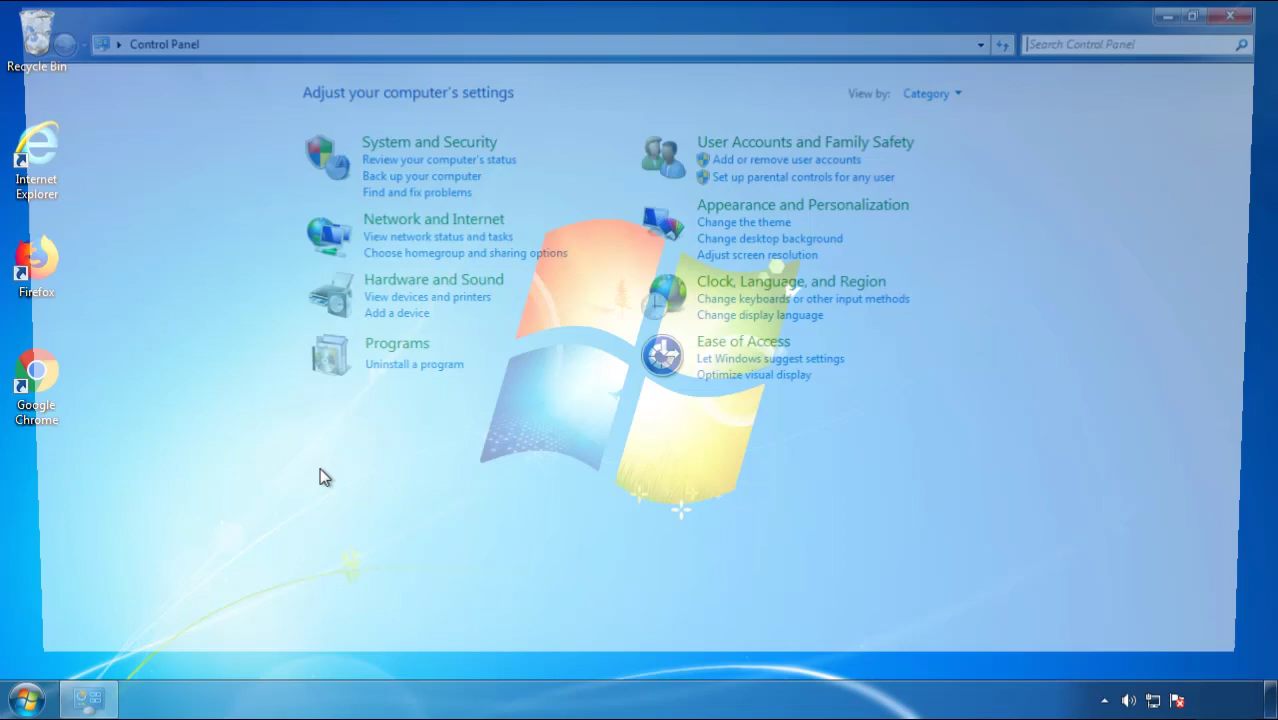 Recycle Bin
Internet
Explorer
Firefox
Google
Chrome
Control Panel
Search Control Panel
Adjust your computer's settings
View by: Category
System and Security
Review your computer's status
Back up your computer
Find and fix problems
Network and Internet
View network status and tasks
Choose homegroup and sharing options
Hardware and Sound
View devices and printers
Add a device
Programs
Uninstall a program
User Accounts and Family Safety
Add or remove user accounts
Set up parental controls for any user
Appearance and Personalization
Change the theme
Change desktop background
Adjust screen resolution
Clock, Language, and Region
Change keyboards or other input methods
Change display language
Ease of Access
Let Windows suggest settings
Optimize visual display